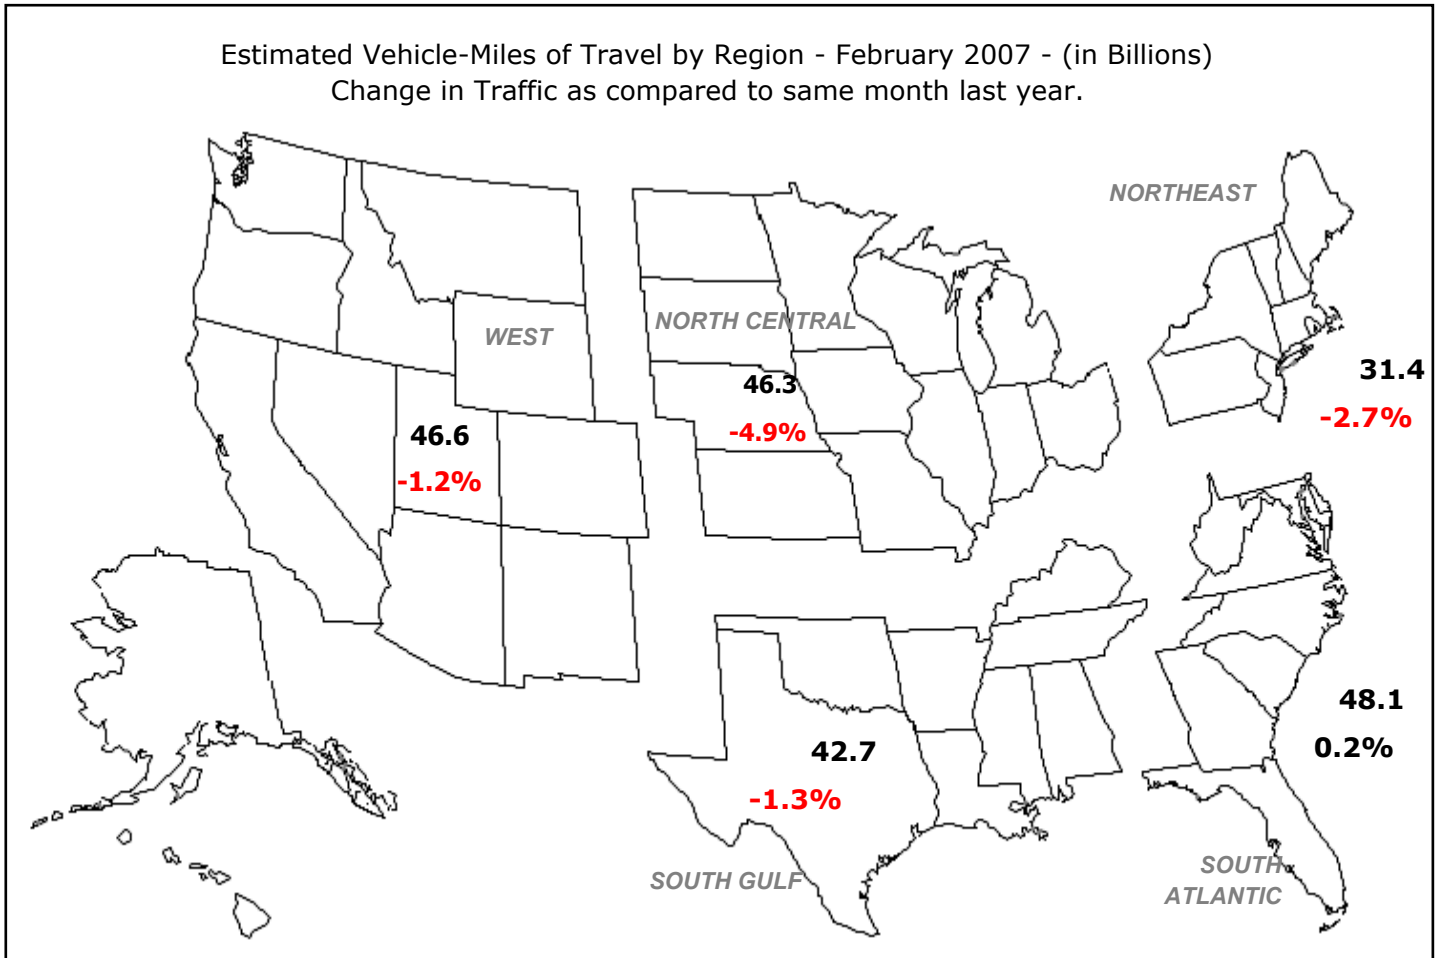 Estimated Vehicle-Miles of Travel by Region - February 2007 - (in Billions)
Change in Traffic as compared to same month last year.
NORTHEAST
WEST
NORTH CENTRAL
31.4
-2.7%
46.3
-4.9%
46.6
-1.2%
48.1
0.2%
42.7
-1.3%
SOUTH GULF
SOUTH
ATLANTIC